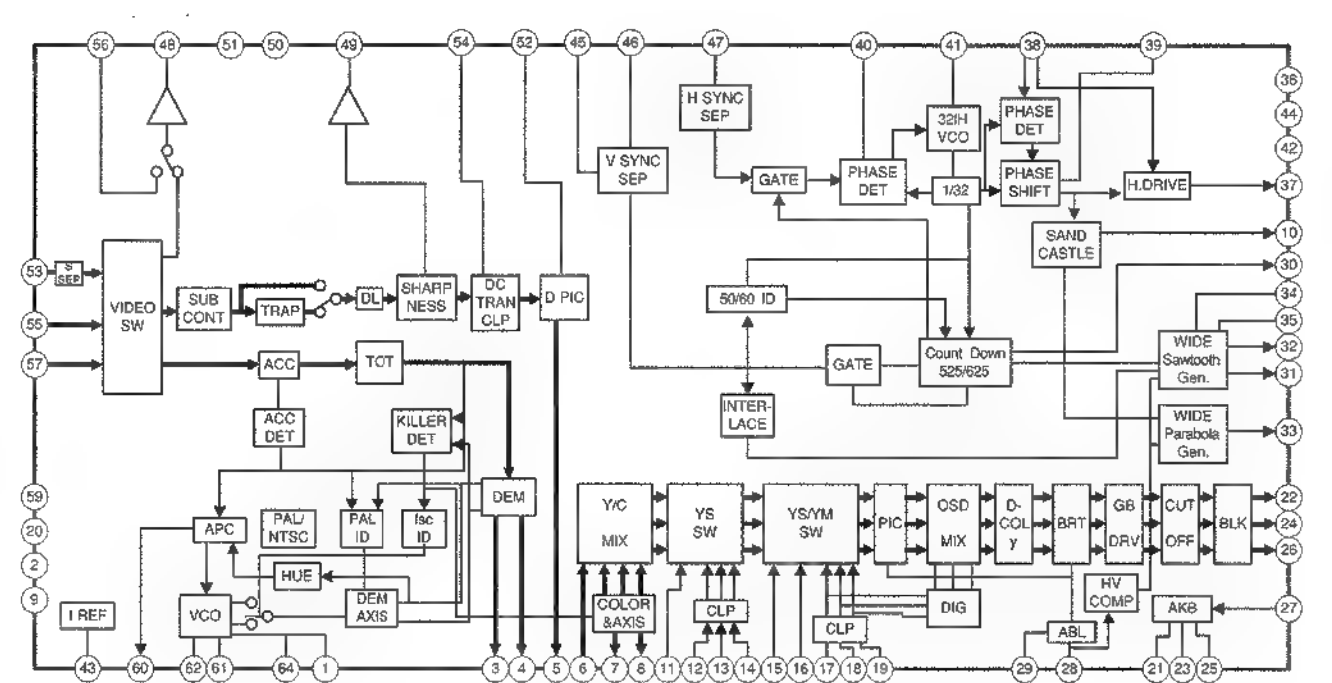 56 48 51 50 49 54 52 45 46 47 40 41 38 39
36
44
42
37
10
30
34
35
32
31
33
22
24
26
27
53
55
57
59
20
2
9
S
SEP
VIDEO
SW
SUB
CONT
TRAP
DL
SHARP
NESS
DC
TRAN
CLP
D PIC
H SYNC
SEP
V SYNC
SEP
GATE
PHASE
DET
32fH
VCO
1/32
PHASE
DET
PHASE
SHIFT
H.DRIVE
SAND
CASTLE
50/60 ID
GATE
Count Down
525/625
INTER-
LACE
WIDE
Sawtooth
Gen.
WIDE
Parabola
Gen.
ACC
TOT
ACC
DET
KILLER
DET
DEM
APC
PAL/
NTSC
PAL
ID
fsc
ID
HUE
VCO
DEM
AXIS
I REF
Y/C
MIX
YS
SW
YS/YM
SW
PIC
OSD
MIX
D-
COL
γ
BRT
GB
DRV
CUT
OFF
BLK
COLOR
&AXIS
CLP
CLP
DIG
HV
COMP
ABL
AKB
43 60 62 61 64 1 3 4 5 6 7 8 11 12 13 14 15 16 17 18 19 29 28 21 23 25